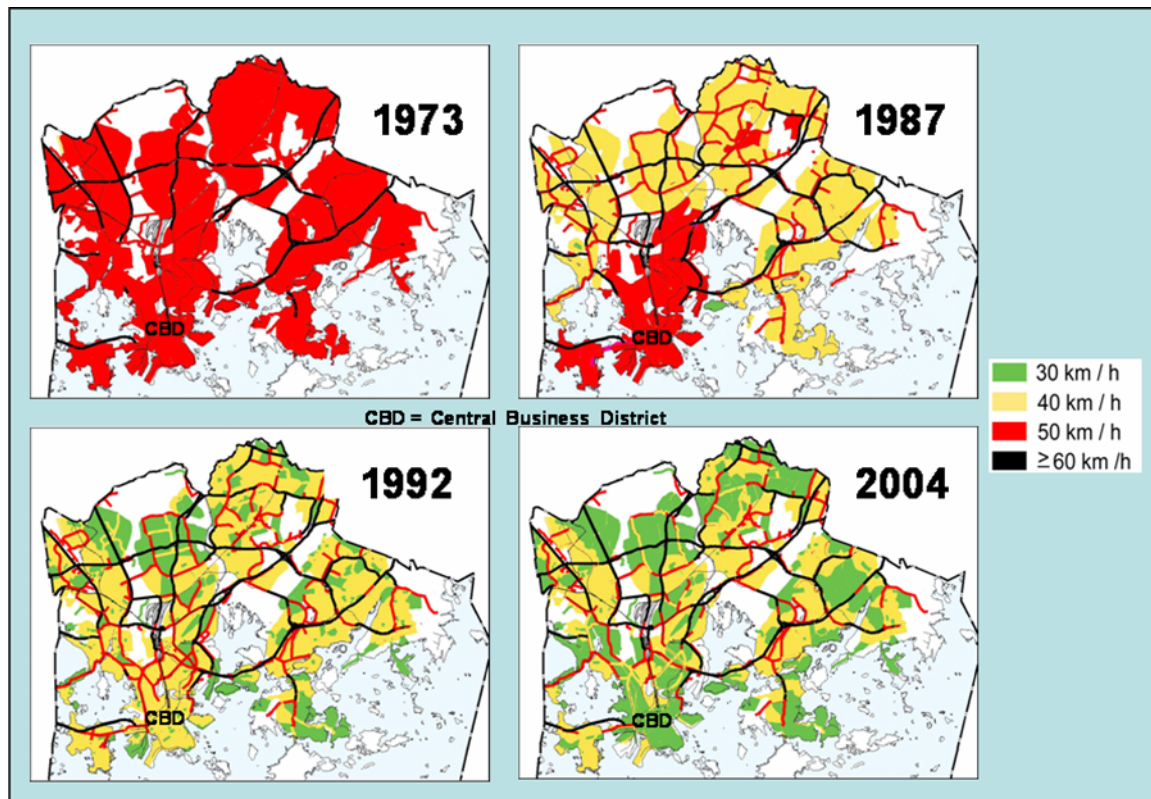 1973
CBD
1987
CBD
CBD = Central Business District
1992
CBD
2004
CBD
30 km / h
40 km / h
50 km / h
≥60 km /h